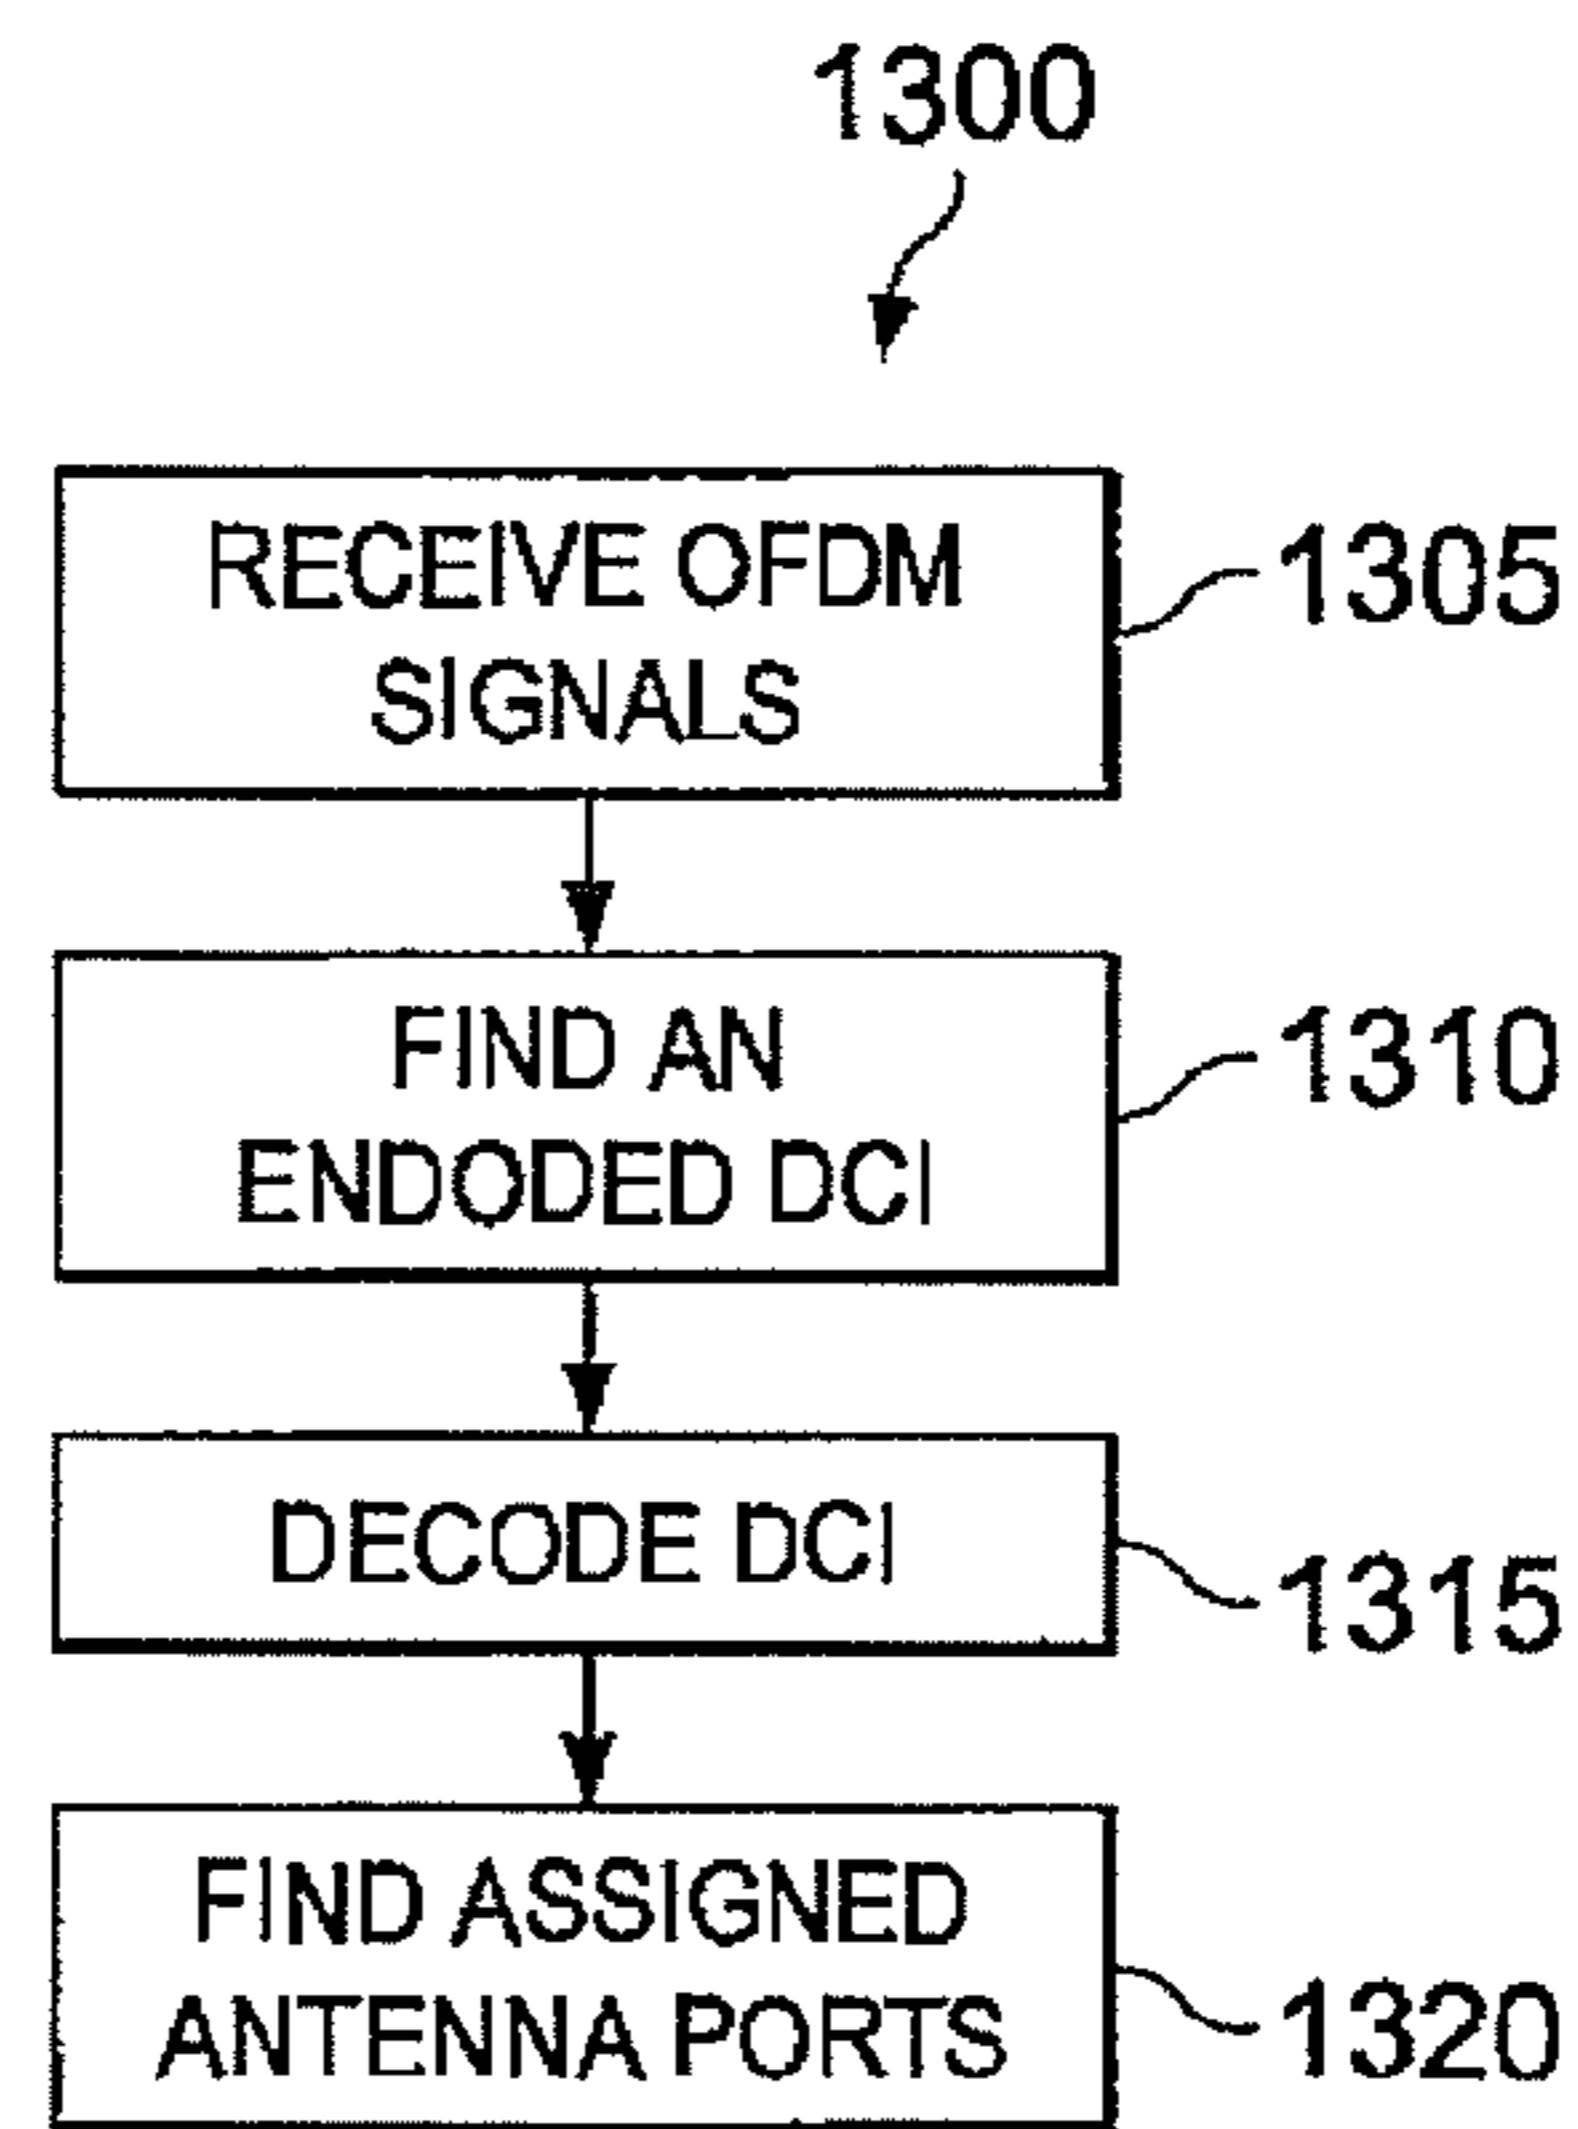 1300
RECEIVE OFDM
SIGNALS
1305
FIND AN
ENDODED DCI
1310
DECODE DCI
1315
FIND ASSIGNED
ANTENNA PORTS
1320